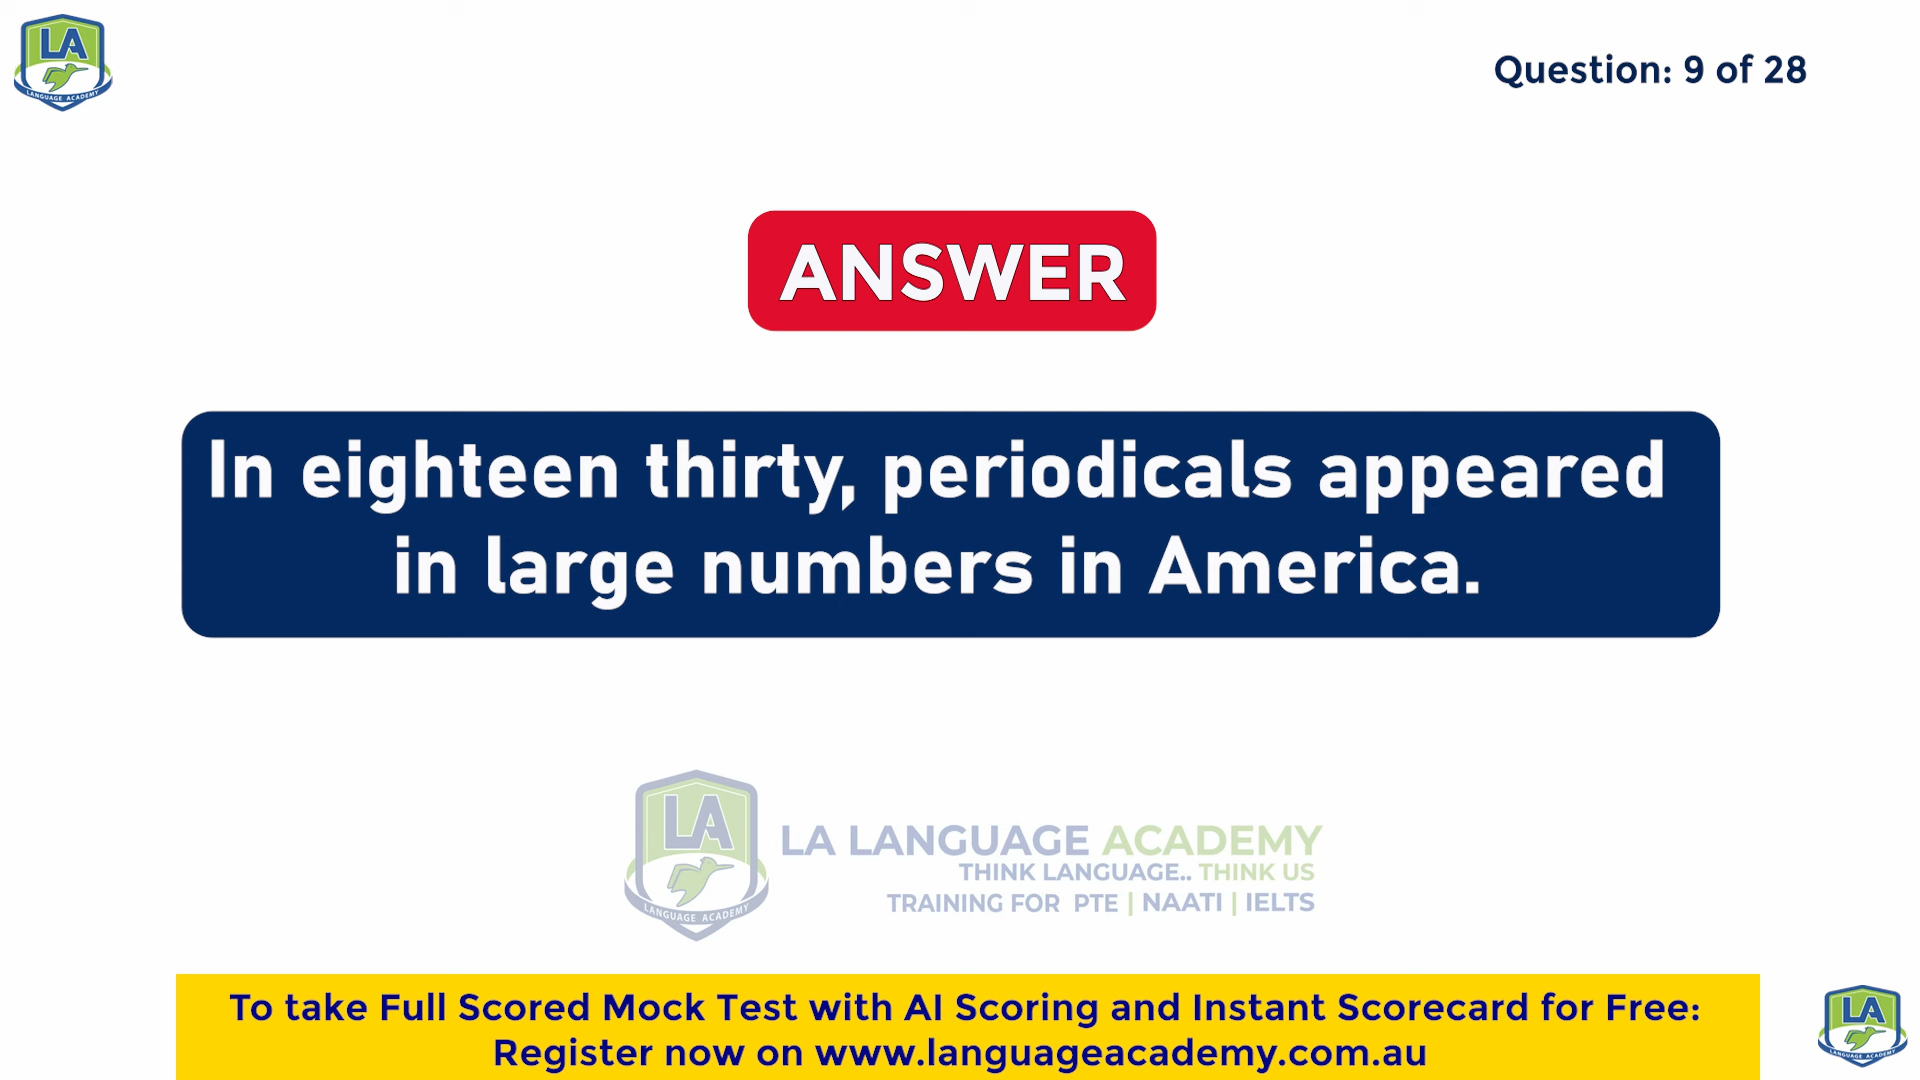 LA
LANGUAGE ACADEMY
Question: 9 of 28
ANSWER
In eighteen thirty, periodicals appeared
in large numbers in America.
LA
LANGUAGE ACADEMY
LA LANGUAGE ACADEMY
THINK LANGUAGE.. THINK US
TRAINING FOR PTE | NAATI | IELTS
To take Full Scored Mock Test with AI Scoring and Instant Scorecard for Free:
Register now on www.languageacademy.com.au
LA
LANGUAGE ACADEMY